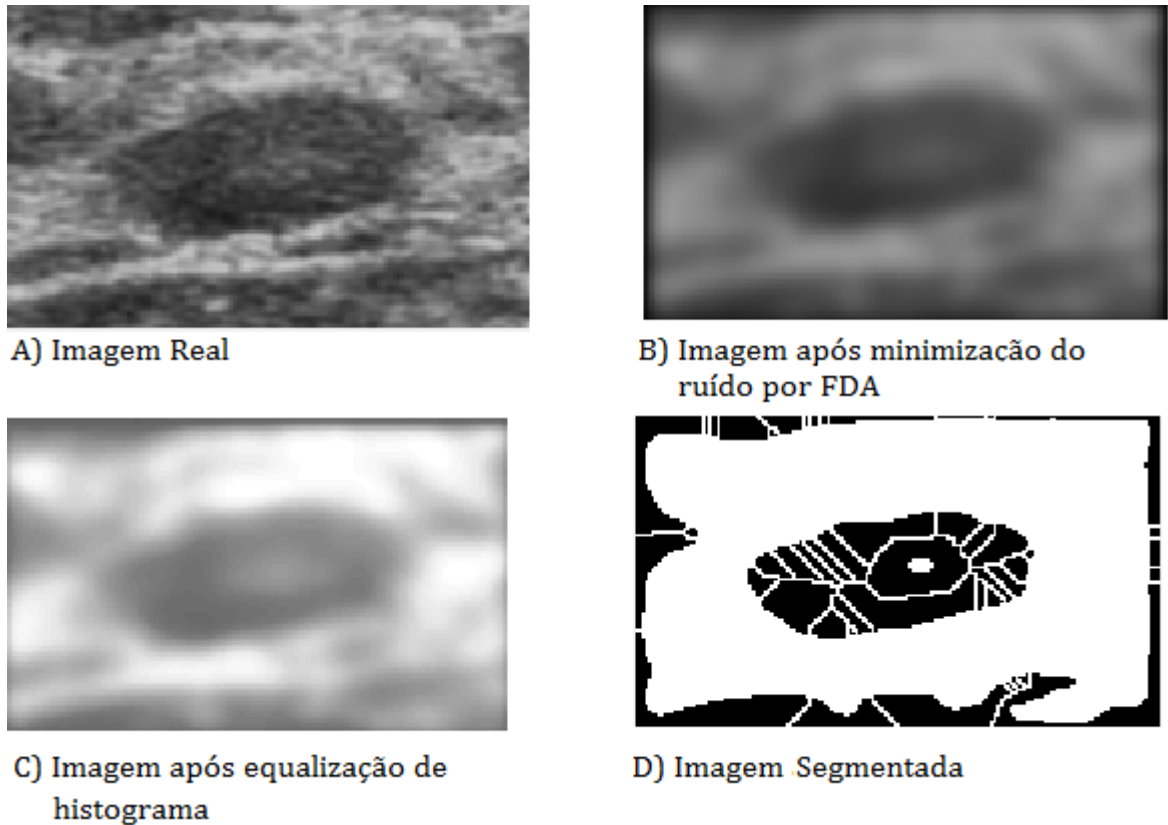 A) Imagem Real
B) Imagem após minimização do
ruído por FDA
C) Imagem após equalização de
histograma
D) Imagem Segmentada